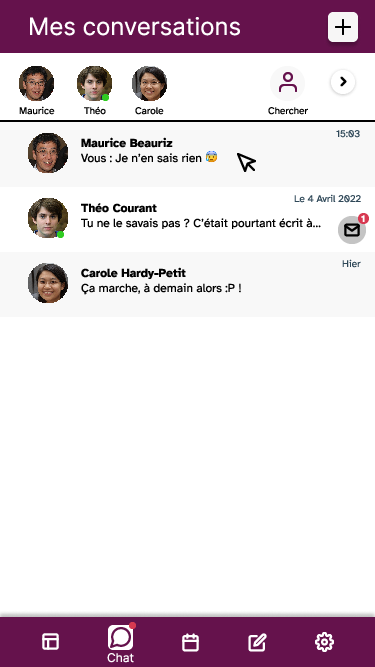 Mes conversations
Maurice
Théo
Carole
Chercher
15:03
Maurice Beauriz
Vous : Je n'en sais rien 😰
Le 4 Avril 2022
Théo Courant
Tu ne le savais pas ? C'était pourtant écrit à...
1
Hier
Carole Hardy-Petit
Ça marche, à demain alors :P !
Chat